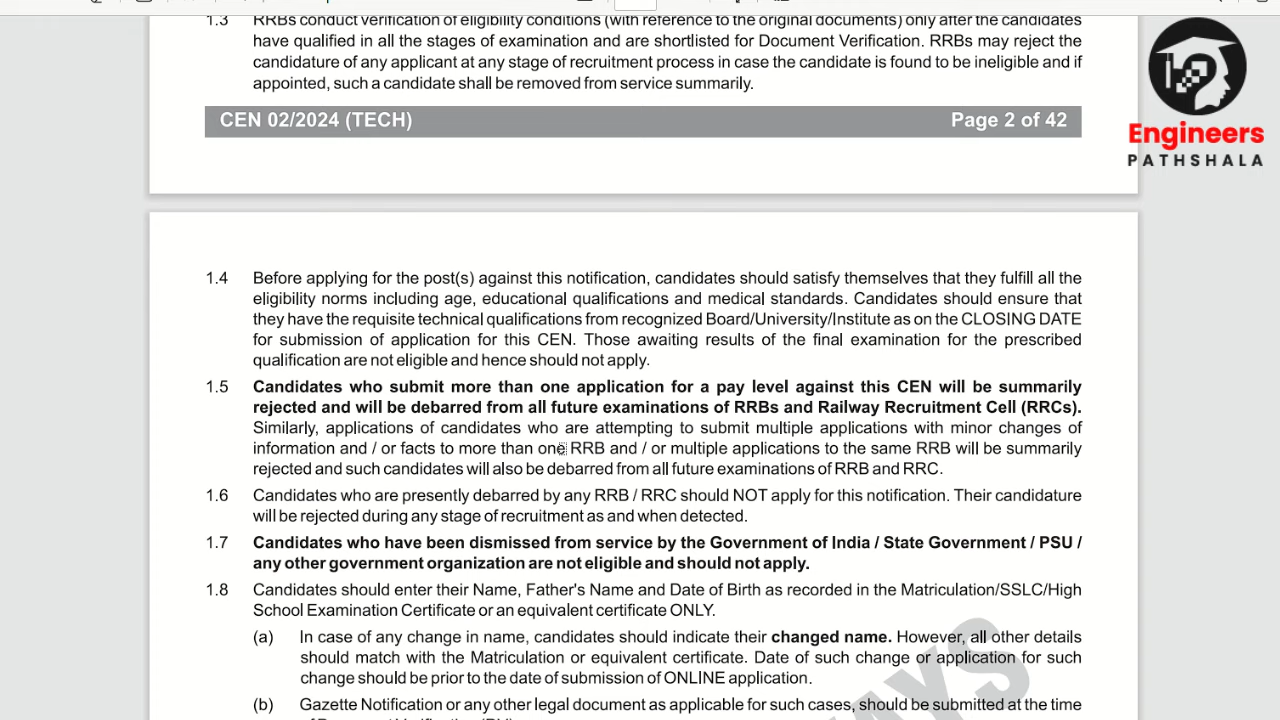 1.3 RRBs conduct verification of eligibility conditions (with reference to the original documents) only after the candidates
have qualified in all the stages of examination and are shortlisted for Document Verification. RRBs may reject the
candidature of any applicant at any stage of recruitment process in case the candidate is found to be ineligible and if
appointed, such a candidate shall be removed from service summarily.
CEN 02/2024 (TECH) Page 2 of 42
Engineers
PATHSHALA
1.4 Before applying for the post(s) against this notification, candidates should satisfy themselves that they fulfill all the
eligibility norms including age, educational qualifications and medical standards. Candidates should ensure that
they have the requisite technical qualifications from recognized Board/University/Institute as on the CLOSING DATE
for submission of application for this CEN. Those awaiting results of the final examination for the prescribed
qualification are not eligible and hence should not apply.
1.5 Candidates who submit more than one application for a pay level against this CEN will be summarily
rejected and will be debarred from all future examinations of RRBs and Railway Recruitment Cell (RRCs).
Similarly, applications of candidates who are attempting to submit multiple applications with minor changes of
information and / or facts to more than one RRB and / or multiple applications to the same RRB will be summarily
rejected and such candidates will also be debarred from all future examinations of RRB and RRC.
1.6 Candidates who are presently debarred by any RRB / RRC should NOT apply for this notification. Their candidature
will be rejected during any stage of recruitment as and when detected.
1.7 Candidates who have been dismissed from service by the Government of India / State Government / PSU /
any other government organization are not eligible and should not apply.
1.8 Candidates should enter their Name, Father's Name and Date of Birth as recorded in the Matriculation/SSLC/High
School Examination Certificate or an equivalent certificate ONLY.
(a) In case of any change in name, candidates should indicate their changed name. However, all other details
should match with the Matriculation or equivalent certificate. Date of such change or application for such
change should be prior to the date of submission of ONLINE application.
(b) Gazette Notification or any other legal document as applicable for such cases, should be submitted at the time